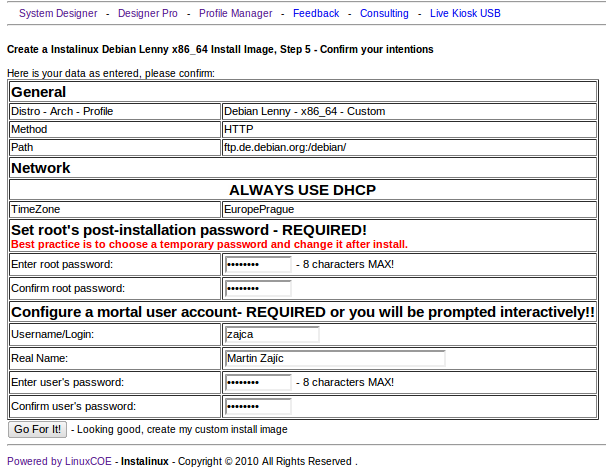 System Designer - Designer Pro - Profile Manager - Feedback - Consulting - Live Kiosk USB
Create a Instalinux Debian Lenny x86_64 Install Image, Step 5 - Confirm your intentions
Here is your data as entered, please confirm:
General
Distro - Arch - Profile Debian Lenny - x86_64 - Custom
Method HTTP
Path ftp.de.debian.org:/debian/
Network
ALWAYS USE DHCP
TimeZone EuropePrague
Set root's post-installation password - REQUIRED!
Best practice is to choose a temporary password and change it after install.
Enter root password: •••••••• - 8 characters MAX!
Confirm root password: ••••••••
Configure a mortal user account- REQUIRED or you will be prompted interactively!!
Username/Login: zajca
Real Name: Martin Zajíc
Enter user's password: •••••••• - 8 characters MAX!
Confirm user's password: ••••••••
Go For It! - Looking good, create my custom install image
Powered by LinuxCOE - Instalinux - Copyright © 2010 All Rights Reserved .